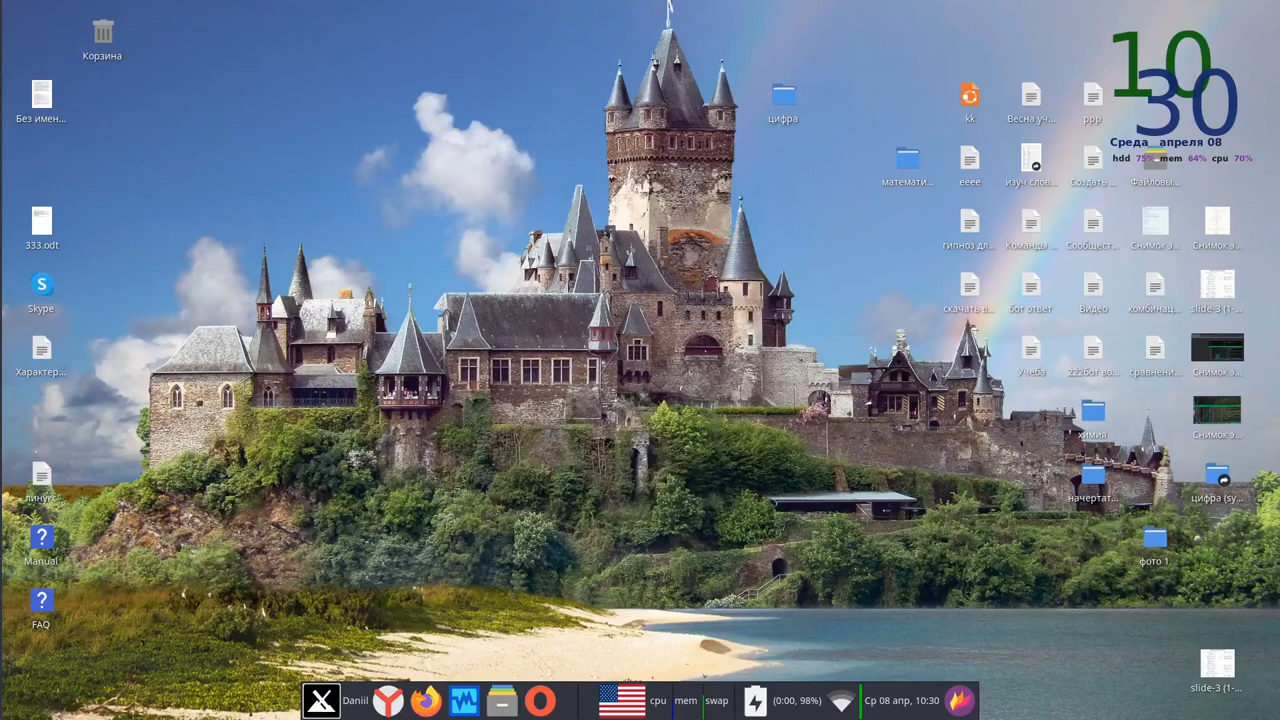 Корзина
Без имен...
333.odt
Skype
Характер...
линукс
Manual
FAQ
цифра
10
30
Среда апреля 08
hdd 75% mem 64% cpu 70%
kk
Весна уч...
ppp
математи...
eeee
изуч слов...
Создать ...
Файловы...
гипноз дл...
Команды ...
Сообщест...
Снимок э...
Снимок э...
скачать в...
бот ответ
Видео
комбинац...
slide-3 (1-...
Учеба
222бот во...
сравнени...
Снимок э...
химия
Снимок э...
начертат...
цифра (sy...
фото 1
slide-3 (1-...
Daniil
cpu
mem
swap
(0:00, 98%)
Ср 08 апр, 10:30